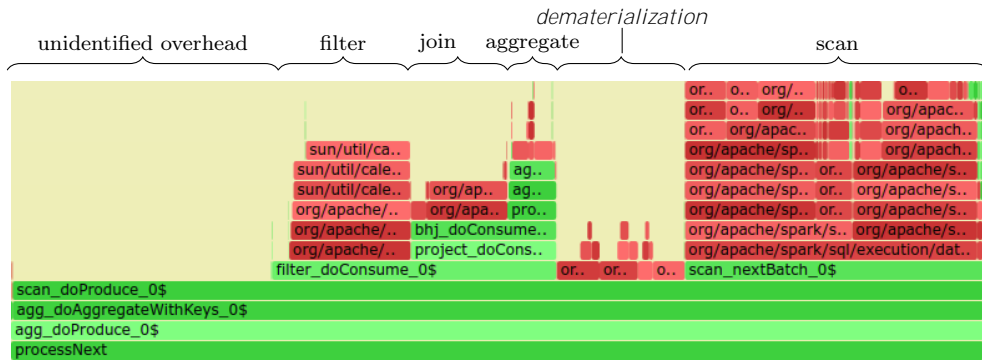 dematerialization
unidentified overhead filter join aggregate scan
or.. o.. org/.. o..
or.. o.. org/.. org/apac..
or.. org/apac.. org/apach..
sun/util/ca.. org/apache/sp.. org/apach..
sun/util/cale.. ag.. org/apache/sp.. or.. org/apache/s..
sun/util/cale.. org/ap.. ag.. org/apache/sp.. or.. org/apache/s..
org/apache/.. org/apa.. pro.. org/apache/sp.. or.. org/apache/s..
org/apache/.. bhj_doConsume.. org/apache/spark/s.. org/apache/s..
org/apache/.. project_doCons.. org/apache/spark/sql/execution/dat..
filter_doConsume_0$ or.. or.. o.. scan_nextBatch_0$
scan_doProduce_0$
agg_doAggregateWithKeys_0$
agg_doProduce_0$
processNext